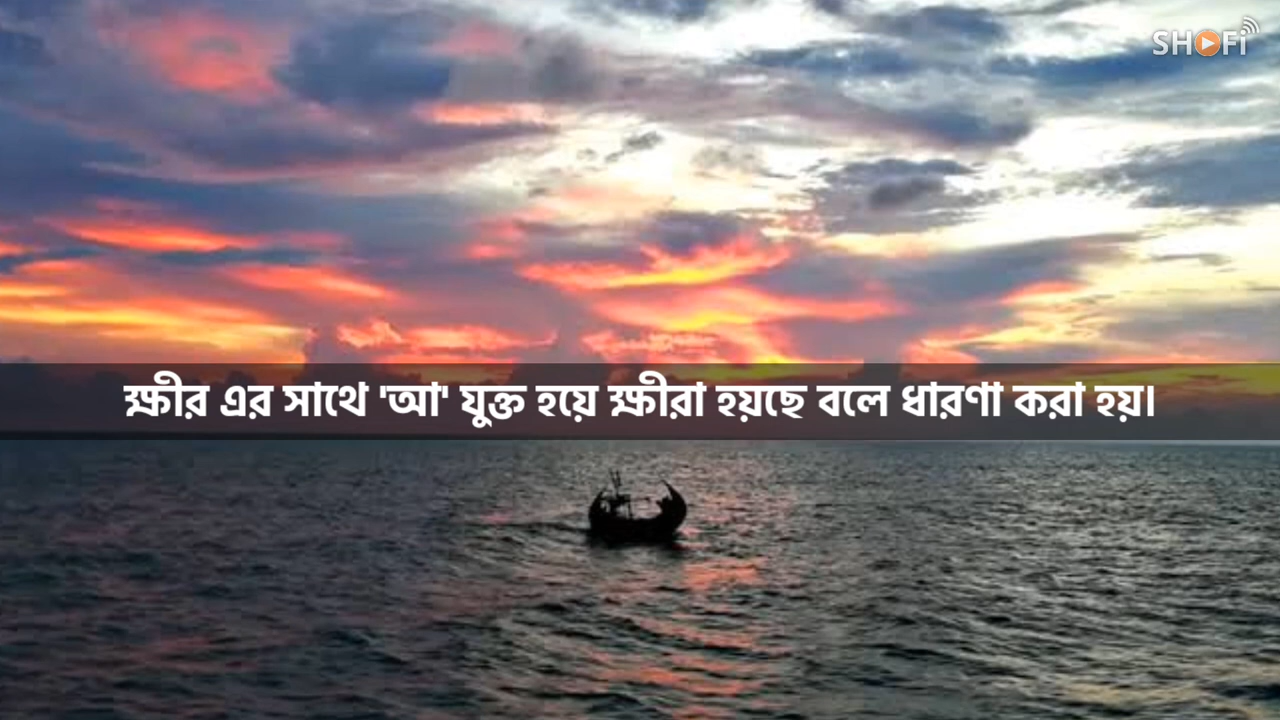 SHOFi
ক্ষীর এর সাথে 'আ' যুক্ত হয়ে ক্ষীরা হয়ছে বলে ধারণা করা হয়।